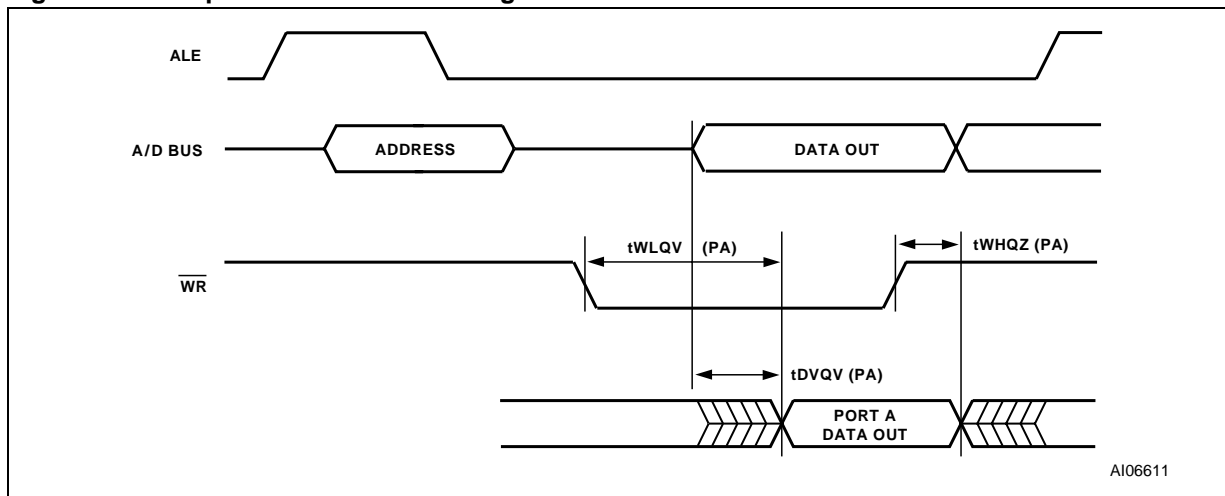 ALE
A/D BUS
ADDRESS
DATA OUT
tWLQV (PA)
tWHQZ (PA)
WR
tDVQV (PA)
PORT A
DATA OUT
AI06611